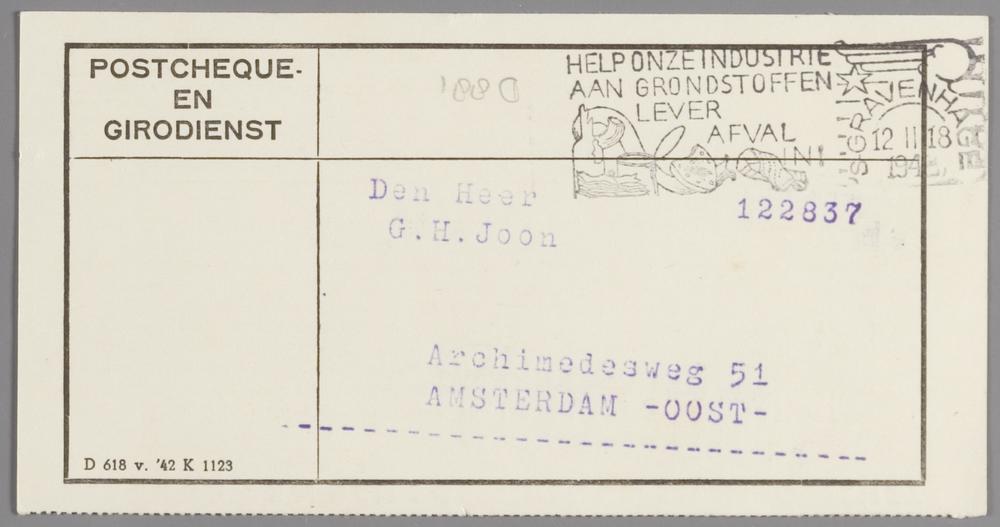 POSTCHEQUE-
EN
GIRODIENST
HELP ONZE INDUSTRIE
AAN GRONDSTOFFEN
LEVER
AFVAL
IN!
'S-GRAVENHAGE
12 II 18
Den Heer
G.H.Joon
122837
Archimedesweg 51
AMSTERDAM -OOST-
D 618 v. '42 K 1123